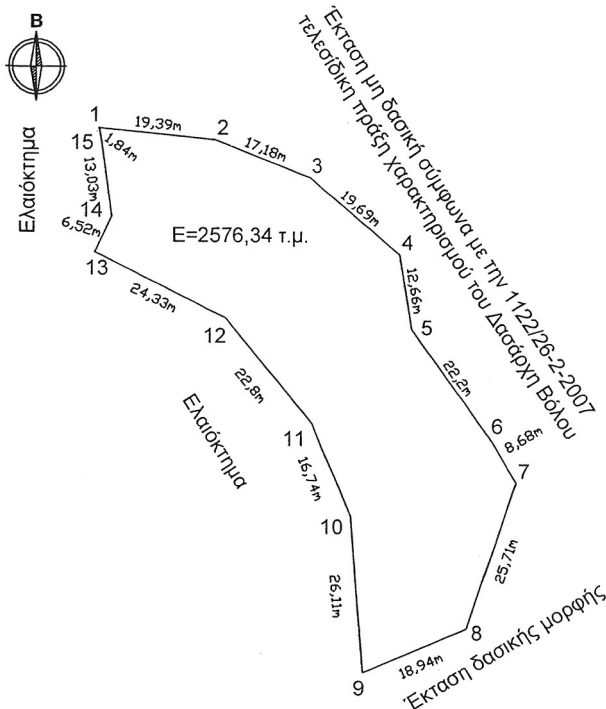 Β
Έκταση μη δασική σύμφωνα με την 1122/26-2-2007
τελεσίδικη πράξη χαρακτηρισμού του Δασάρχη Βόλου
Ελαιόκτημα
1
19,39m
2
15
1,84m
17,18m
3
13,03m
19,69m
14
6,52m
Ε=2576,34 τ.μ.
4
13
12,66m
24,33m
5
12
22,2m
22,8m
Ελαιόκτημα
6
8,68m
11
7
16,74m
10
25,71m
26,11m
8
18,94m
9
Έκταση δασικής μορφής